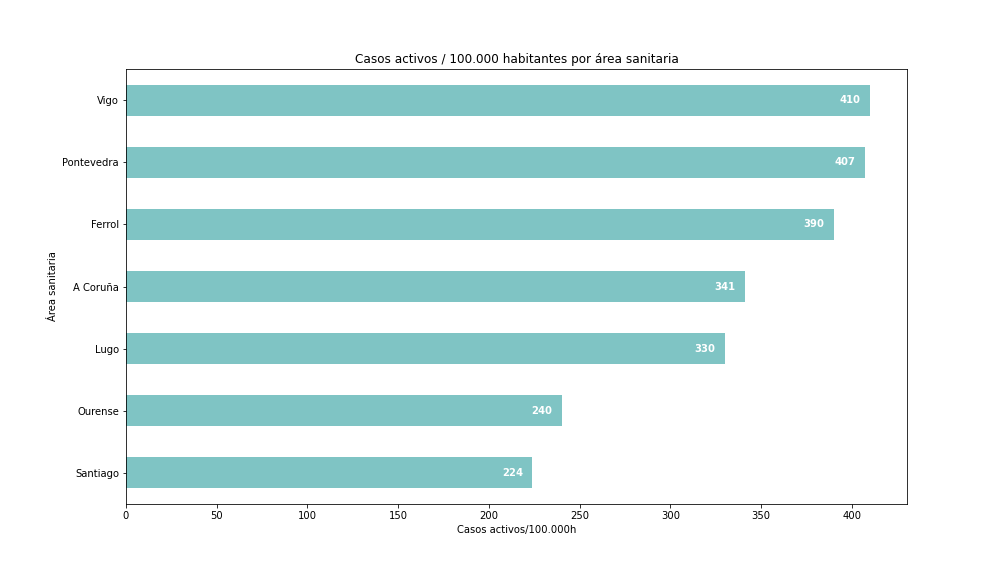 Casos activos / 100.000 habitantes por área sanitaria
Área sanitaria
Vigo 410
Pontevedra 407
Ferrol 390
A Coruña 341
Lugo 330
Ourense 240
Santiago 224
0 50 100 150 200 250 300 350 400
Casos activos/100.000h